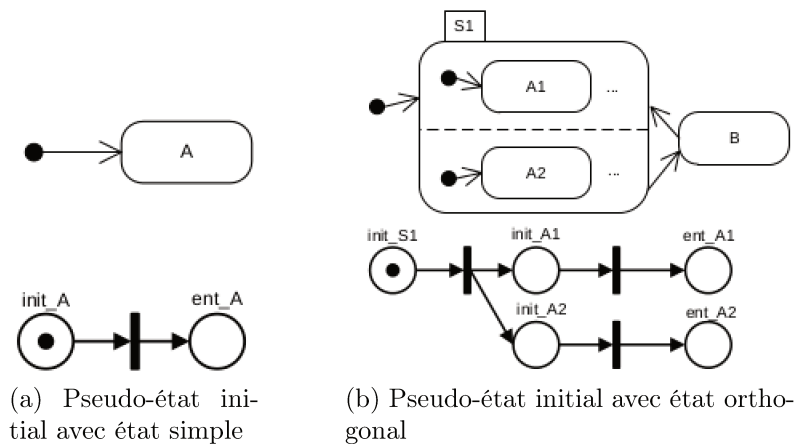 S1
A1
...
A
B
A2
...
init_S1
init_A1
ent_A1
init_A
ent_A
init_A2
ent_A2
(a) Pseudo-état ini-
tial avec état simple
(b) Pseudo-état initial avec état ortho-
gonal